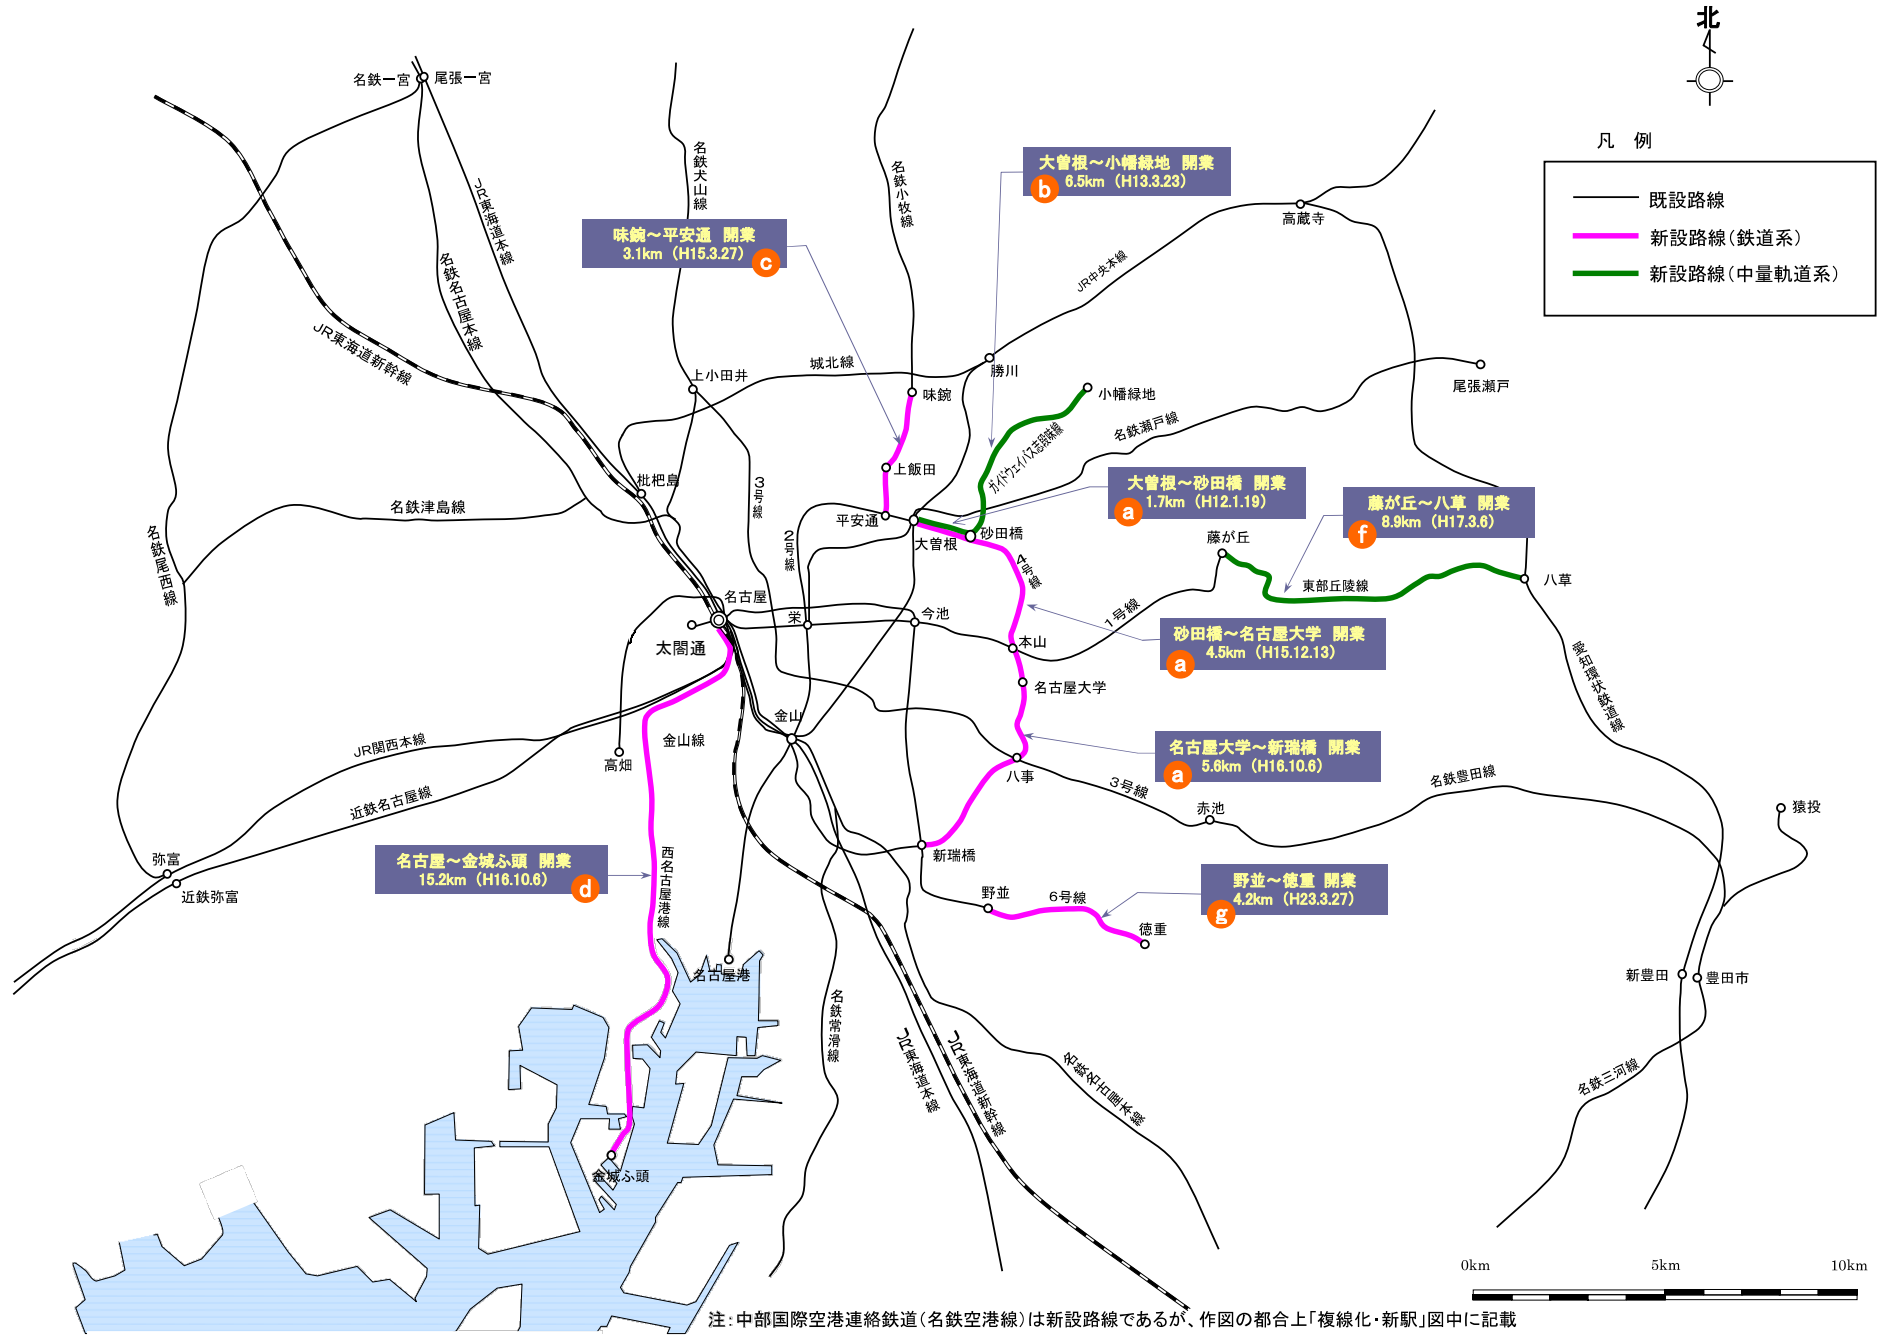 北
凡 例
既設路線
新設路線(鉄道系)
新設路線(中量軌道系)
名鉄一宮
尾張一宮
名鉄犬山線
名鉄小牧線
JR東海道本線
名鉄名古屋本線
JR東海道新幹線
大曽根～小幡緑地 開業
6.5km (H13.3.23)
b
味鋺～平安通 開業
3.1km (H15.3.27)
c
高蔵寺
JR中央本線
城北線
勝川
上小田井
味鋺
小幡緑地
尾張瀬戸
名鉄瀬戸線
ガイドウェイバス志段味線
上飯田
枇杷島
3号線
2号線
平安通
大曽根
砂田橋
大曽根～砂田橋 開業
1.7km (H12.1.19)
a
藤が丘～八草 開業
8.9km (H17.3.6)
f
名鉄津島線
名鉄尾西線
藤が丘
4号線
東部丘陵線
八草
名古屋
栄
今池
1号線
本山
太閤通
砂田橋～名古屋大学 開業
4.5km (H15.12.13)
a
愛知環状鉄道線
名古屋大学
金山
金山線
高畑
JR関西本線
名古屋大学～新瑞橋 開業
5.6km (H16.10.6)
a
八事
3号線
赤池
名鉄豊田線
猿投
近鉄名古屋線
弥富
近鉄弥富
名古屋～金城ふ頭 開業
15.2km (H16.10.6)
d
西名古屋港線
新瑞橋
野並
6号線
野並～徳重 開業
4.2km (H23.3.27)
g
徳重
名古屋港
新豊田
豊田市
名鉄常滑線
JR東海道本線
JR東海道新幹線
名鉄名古屋本線
名鉄三河線
金城ふ頭
0km
5km
10km
注:中部国際空港連絡鉄道(名鉄空港線)は新設路線であるが、作図の都合上「複線化・新駅」図中に記載